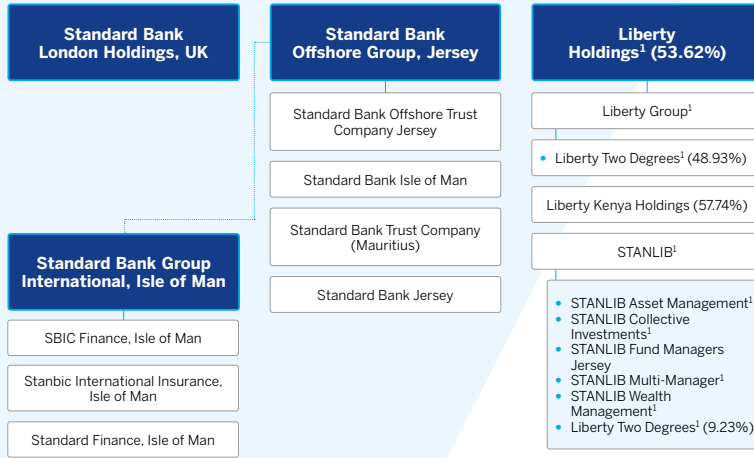 Standard Bank
London Holdings, UK
Standard Bank Group
International, Isle of Man
SBIC Finance, Isle of Man
Stanbic International Insurance,
Isle of Man
Standard Finance, Isle of Man
Standard Bank
Offshore Group, Jersey
Standard Bank Offshore Trust
Company Jersey
Standard Bank Isle of Man
Standard Bank Trust Company
(Mauritius)
Standard Bank Jersey
Liberty
Holdings¹ (53.62%)
Liberty Group¹
• Liberty Two Degrees¹ (48.93%)
Liberty Kenya Holdings (57.74%)
STANLIB¹
• STANLIB Asset Management¹
• STANLIB Collective
Investments¹
• STANLIB Fund Managers
Jersey
• STANLIB Multi-Manager¹
• STANLIB Wealth
Management¹
• Liberty Two Degrees¹ (9.23%)